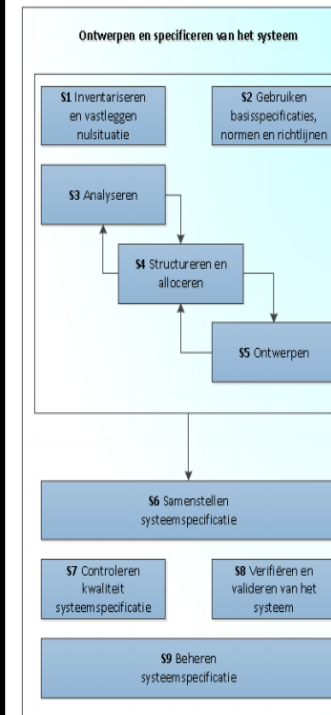 Ontwerpen en specificeren van het systeem
S1 Inventariseren
en vastleggen
nulsituatie
S2 Gebruiken
basisspecificaties,
normen en richtlijnen
S3 Analyseren
S4 Structureren en
alloceren
S5 Ontwerpen
S6 Samenstellen
systeemspecificatie
S7 Controleren
kwaliteit
systeemspecificatie
S8 Verifiëren en
valideren van het
systeem
S9 Beheren
systeemspecificatie